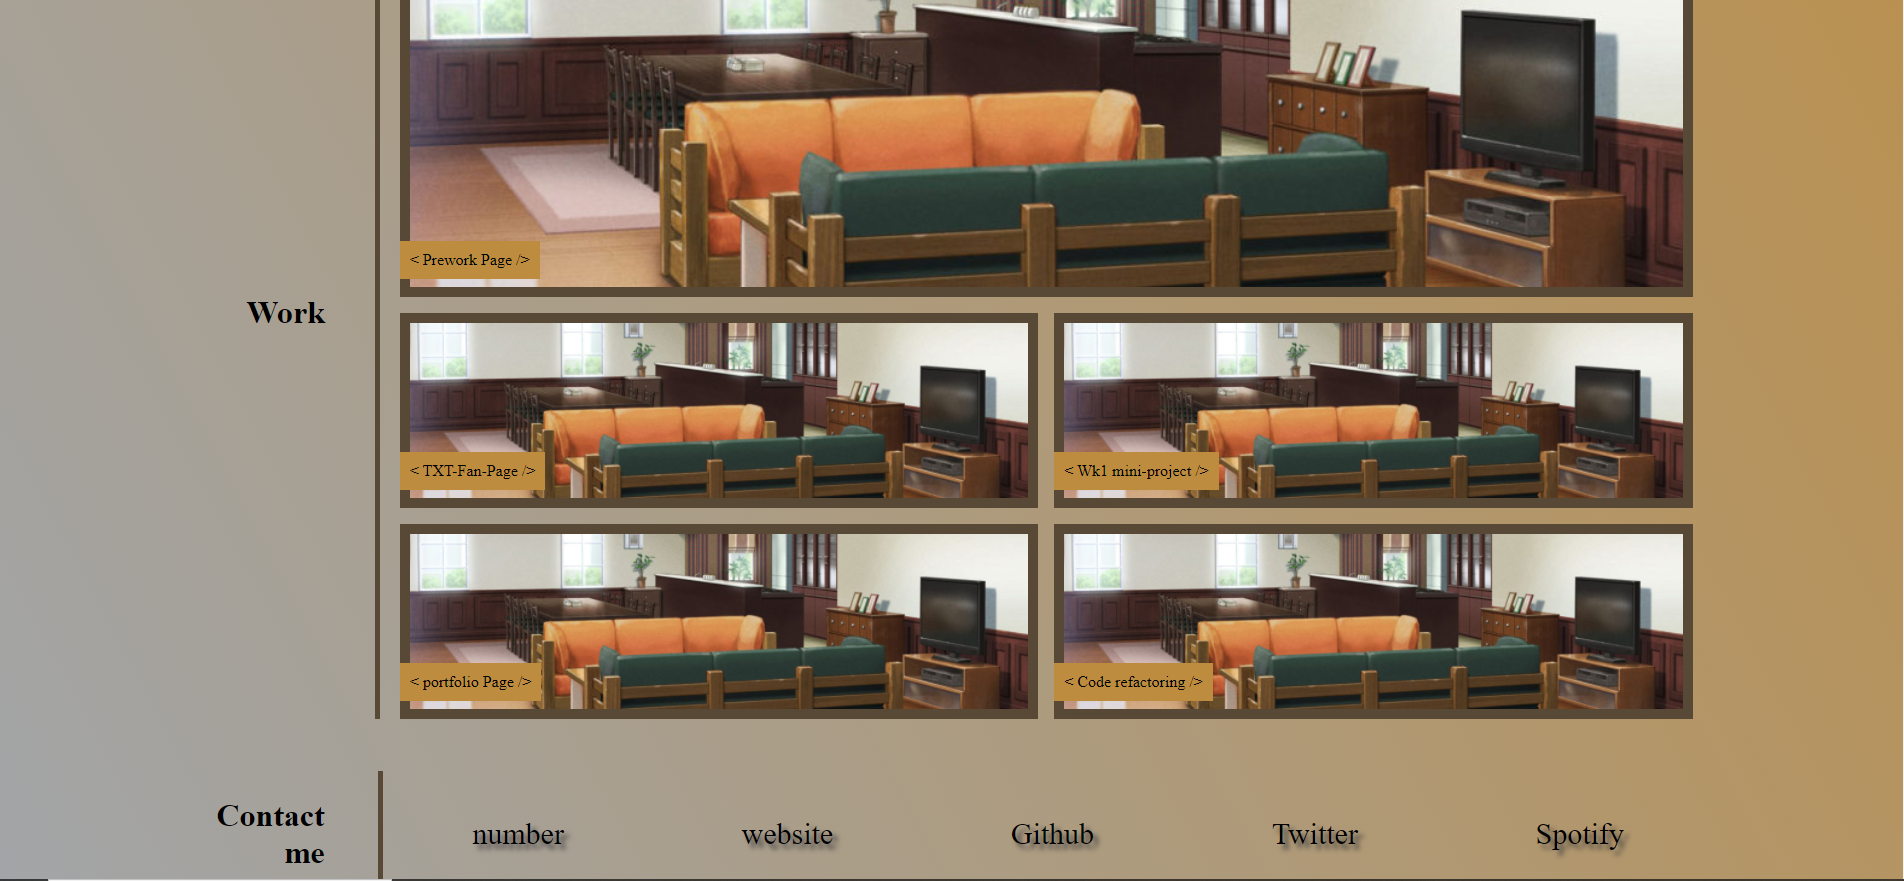 < Prework Page />
Work
< TXT-Fan-Page />
< Wk1 mini-project />
< portfolio Page />
< Code refactoring />
Contact
me
number
website
Github
Twitter
Spotify